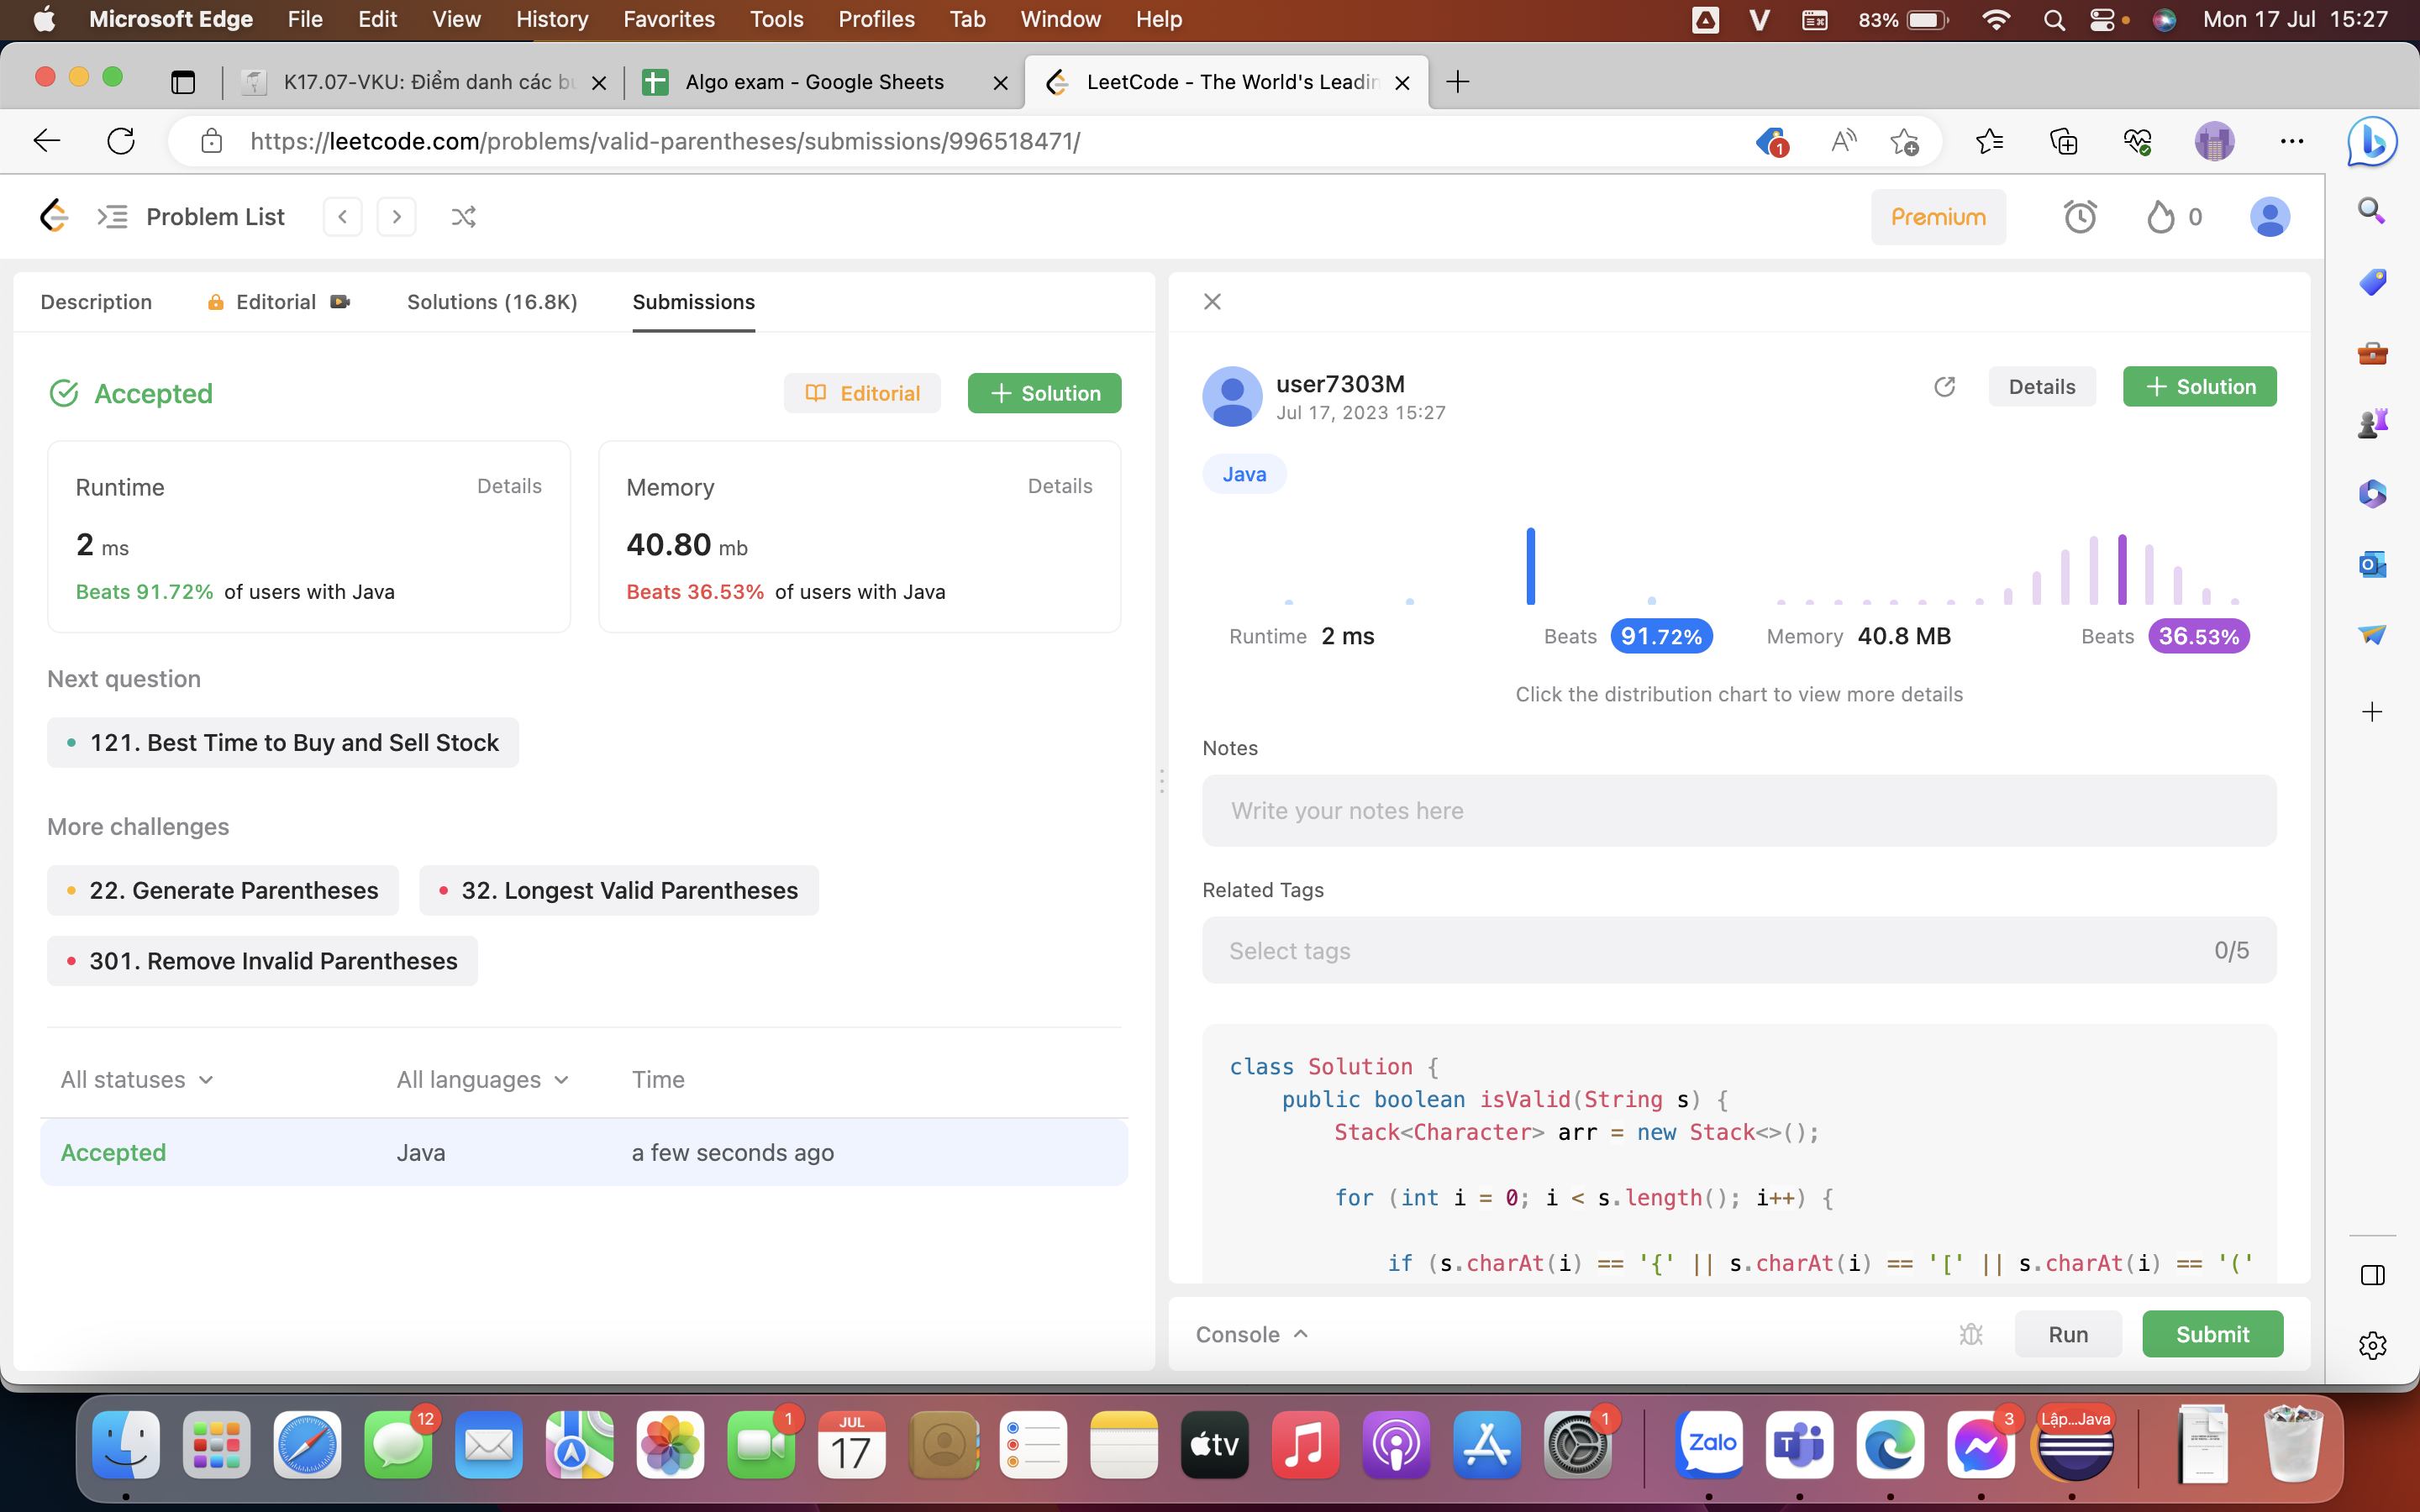 Microsoft Edge File Edit View History Favorites Tools Profiles Tab Window Help 83% Mon 17 Jul 15:27
K17.07-VKU: Điểm danh các bu Algo exam - Google Sheets LeetCode - The World's Leadin
https://leetcode.com/problems/valid-parentheses/submissions/996518471/ 1
Problem List Premium 0
Description Editorial Solutions (16.8K) Submissions
Accepted Editorial + Solution
Runtime Details
2 ms
Beats 91.72% of users with Java
Memory Details
40.80 mb
Beats 36.53% of users with Java
Next question
121. Best Time to Buy and Sell Stock
More challenges
22. Generate Parentheses 32. Longest Valid Parentheses
301. Remove Invalid Parentheses
All statuses All languages Time
Accepted Java a few seconds ago
user7303M Details + Solution
Jul 17, 2023 15:27
Java
Runtime 2 ms Beats 91.72% Memory 40.8 MB Beats 36.53%
Click the distribution chart to view more details
Notes
Write your notes here
Related Tags
Select tags 0/5
class Solution {
public boolean isValid(String s) {
Stack<Character> arr = new Stack<>();
for (int i = 0; i < s.length(); i++) {
if (s.charAt(i) == '{' || s.charAt(i) == '[' || s.charAt(i) == '('
Console Run Submit
12 1 JUL 17 tv 1 Zalo T 3 Lập...Java